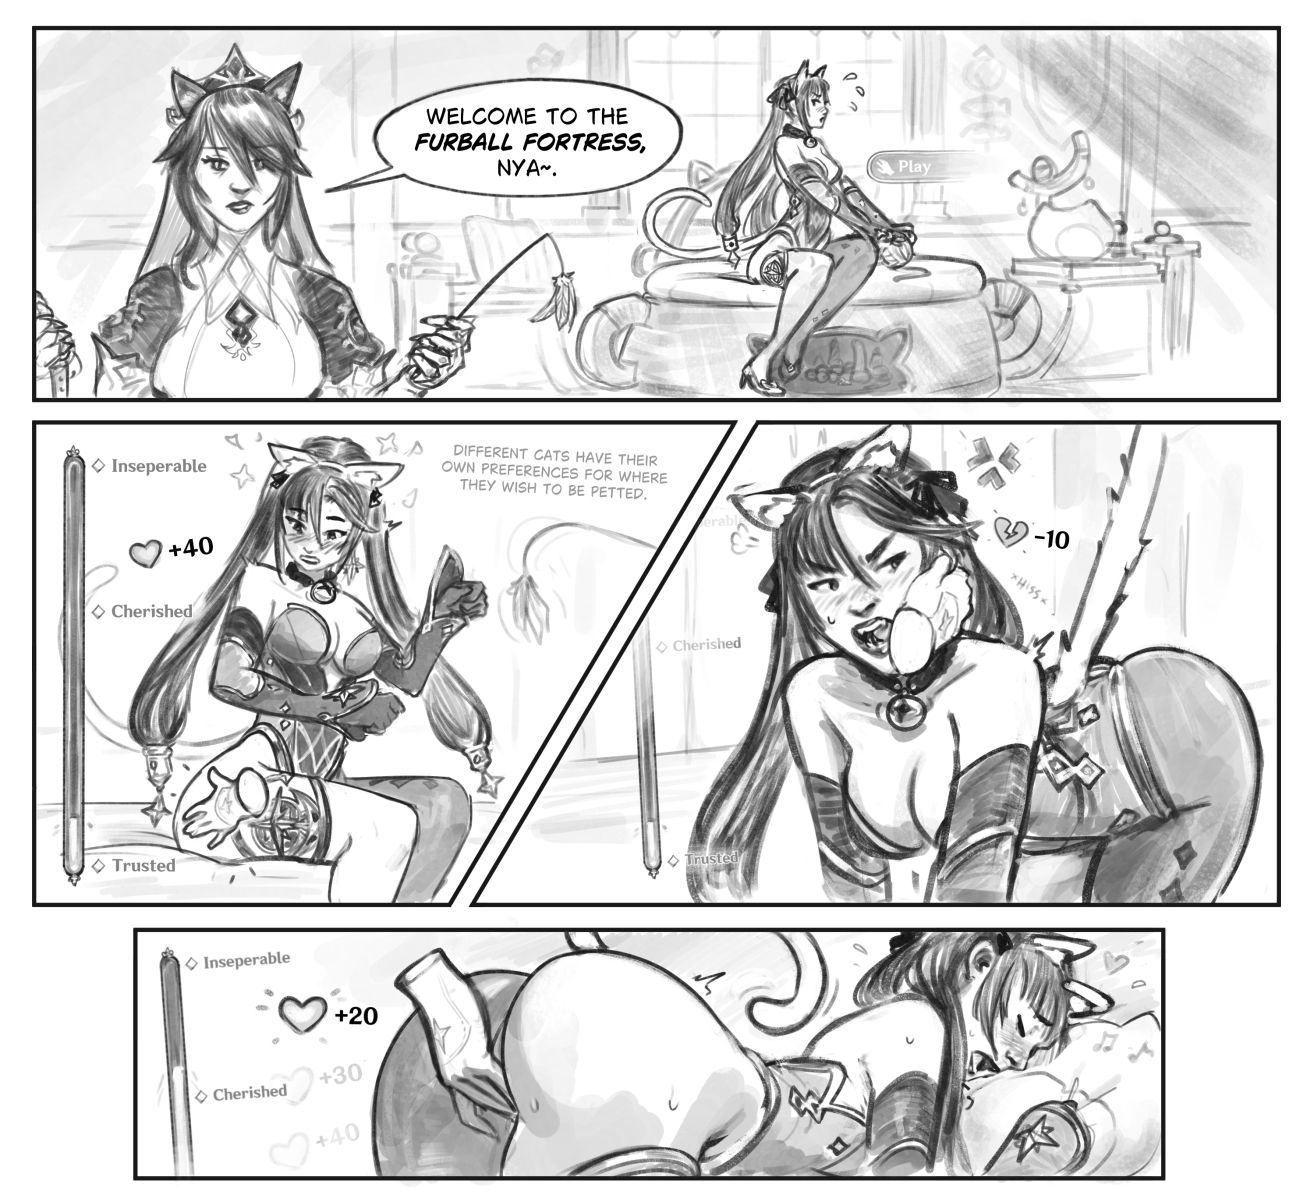 WELCOME TO THE
FURBALL FORTRESS,
NYA~.
Play
Inseperable
+40
Cherished
Trusted
DIFFERENT CATS HAVE THEIR
OWN PREFERENCES FOR WHERE
THEY WISH TO BE PETTED.
-10
*HISS*
Cherished
Trusted
Inseperable
+20
+30
Cherished
+40